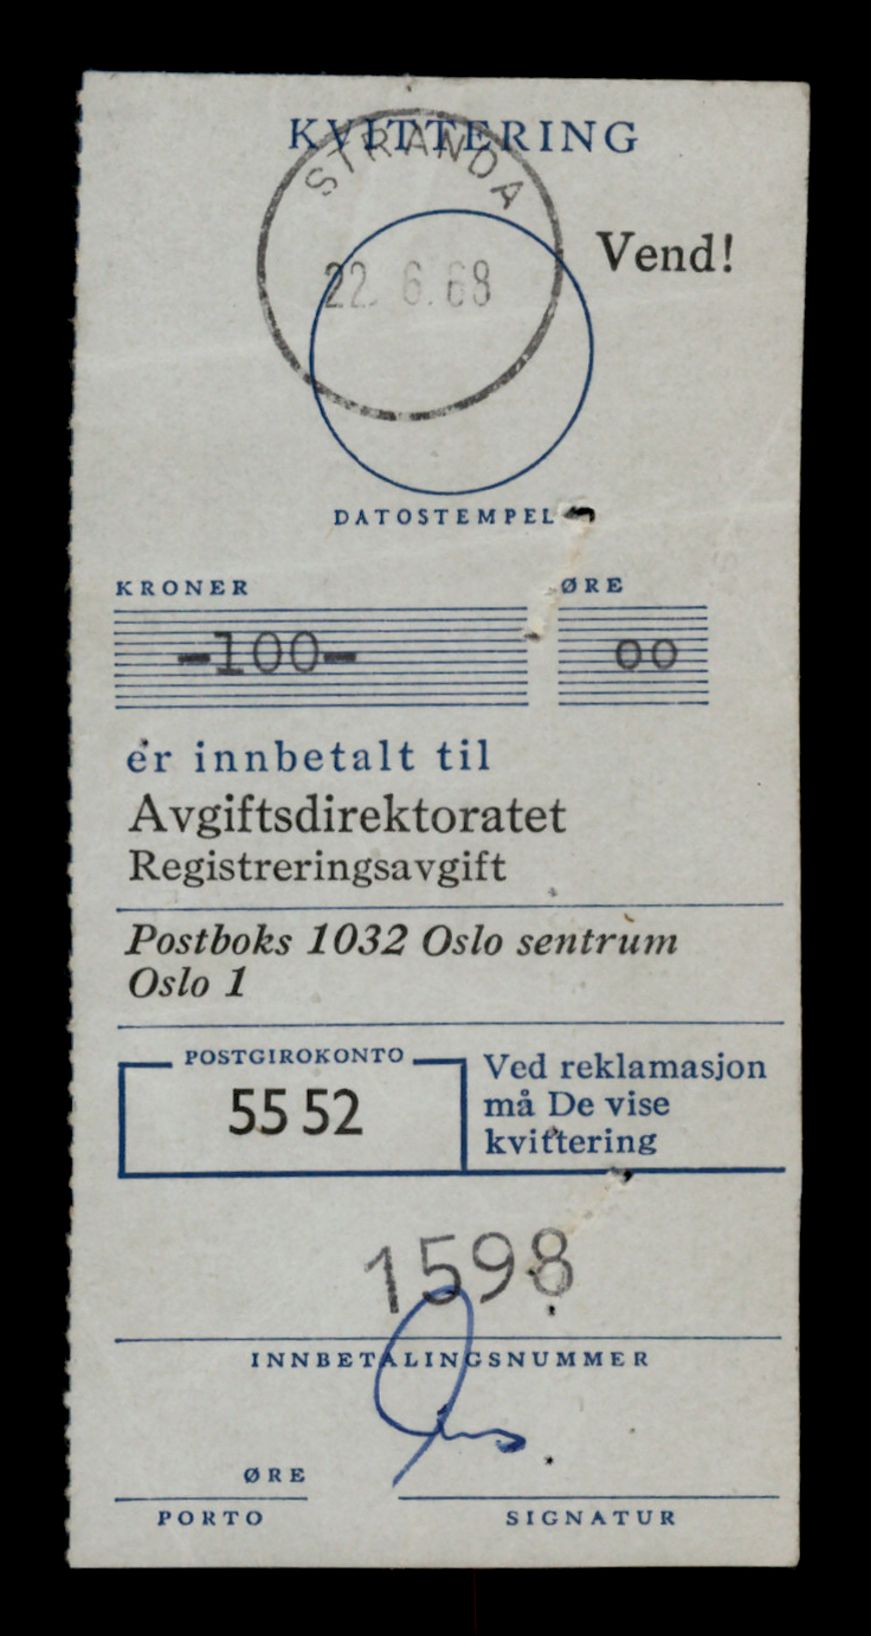 KVITTERING
STRANDA
Vend!
22. 6. 68
DATOSTEMPEL
KRONER ØRE
-100- 00
er innbetalt til
Avgiftsdirektoratet
Registreringsavgift
Postboks 1032 Oslo sentrum
Oslo 1
POSTGIROKONTO
55 52
Ved reklamasjon
må De vise
kvittering
1598
INNBETALINGSNUMMER
ØRE
PORTO SIGNATUR